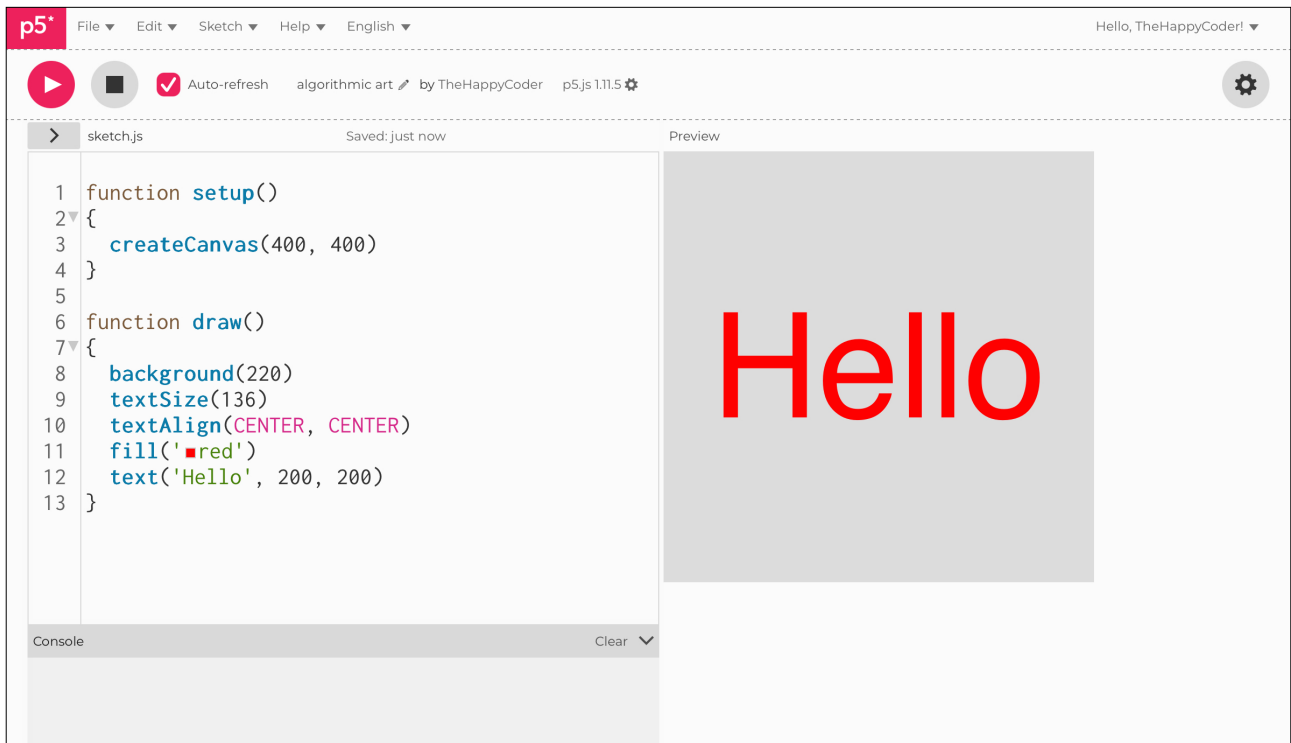 p5* File Edit Sketch Help English Hello, TheHappyCoder!
Auto-refresh algorithmic art by TheHappyCoder p5.js 1.11.5
sketch.js Saved: just now Preview
1 function setup()
2 {
3   createCanvas(400, 400)
4 }
5
6 function draw()
7 {
8   background(220)
9   textSize(136)
10   textAlign(CENTER, CENTER)
11   fill('red')
12   text('Hello', 200, 200)
13 }
Hello
Console Clear